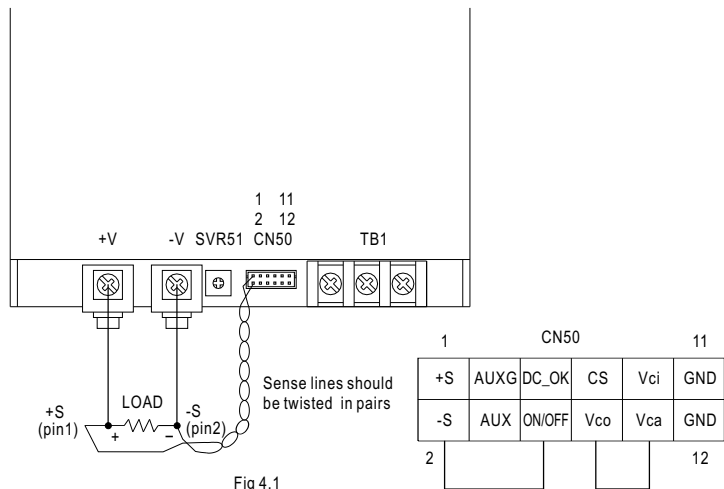 1 11
2 12
+V -V SVR51 CN50 TB1
+S
(pin1)
LOAD
+ −
-S
(pin2)
Sense lines should
be twisted in pairs
Fig 4.1
1 CN50 11
+S AUXG DC_OK CS Vci GND
-S AUX ON/OFF Vco Vca GND
2 12